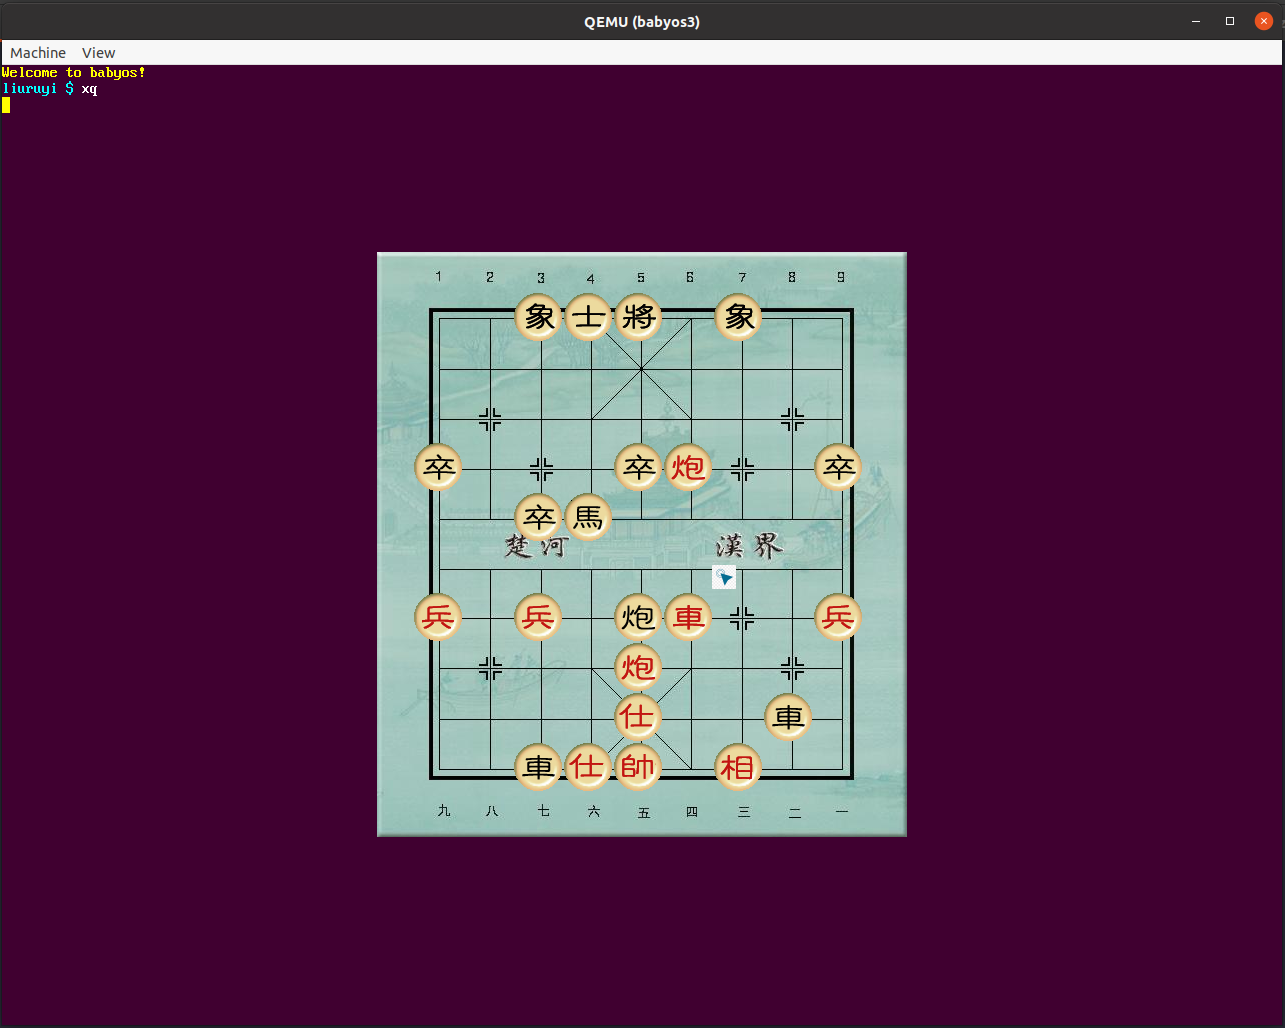 QEMU (babyos3)
Machine View
Welcome to babyos!
liuruyi $ xq
1 2 3 4 5 6 7 8 9
象 士 將 象
卒 卒 炮 卒
卒 馬
楚河 漢界
兵 兵 炮 車 兵
炮
仕 車
車 仕 帥 相
九 八 七 六 五 四 三 二 一